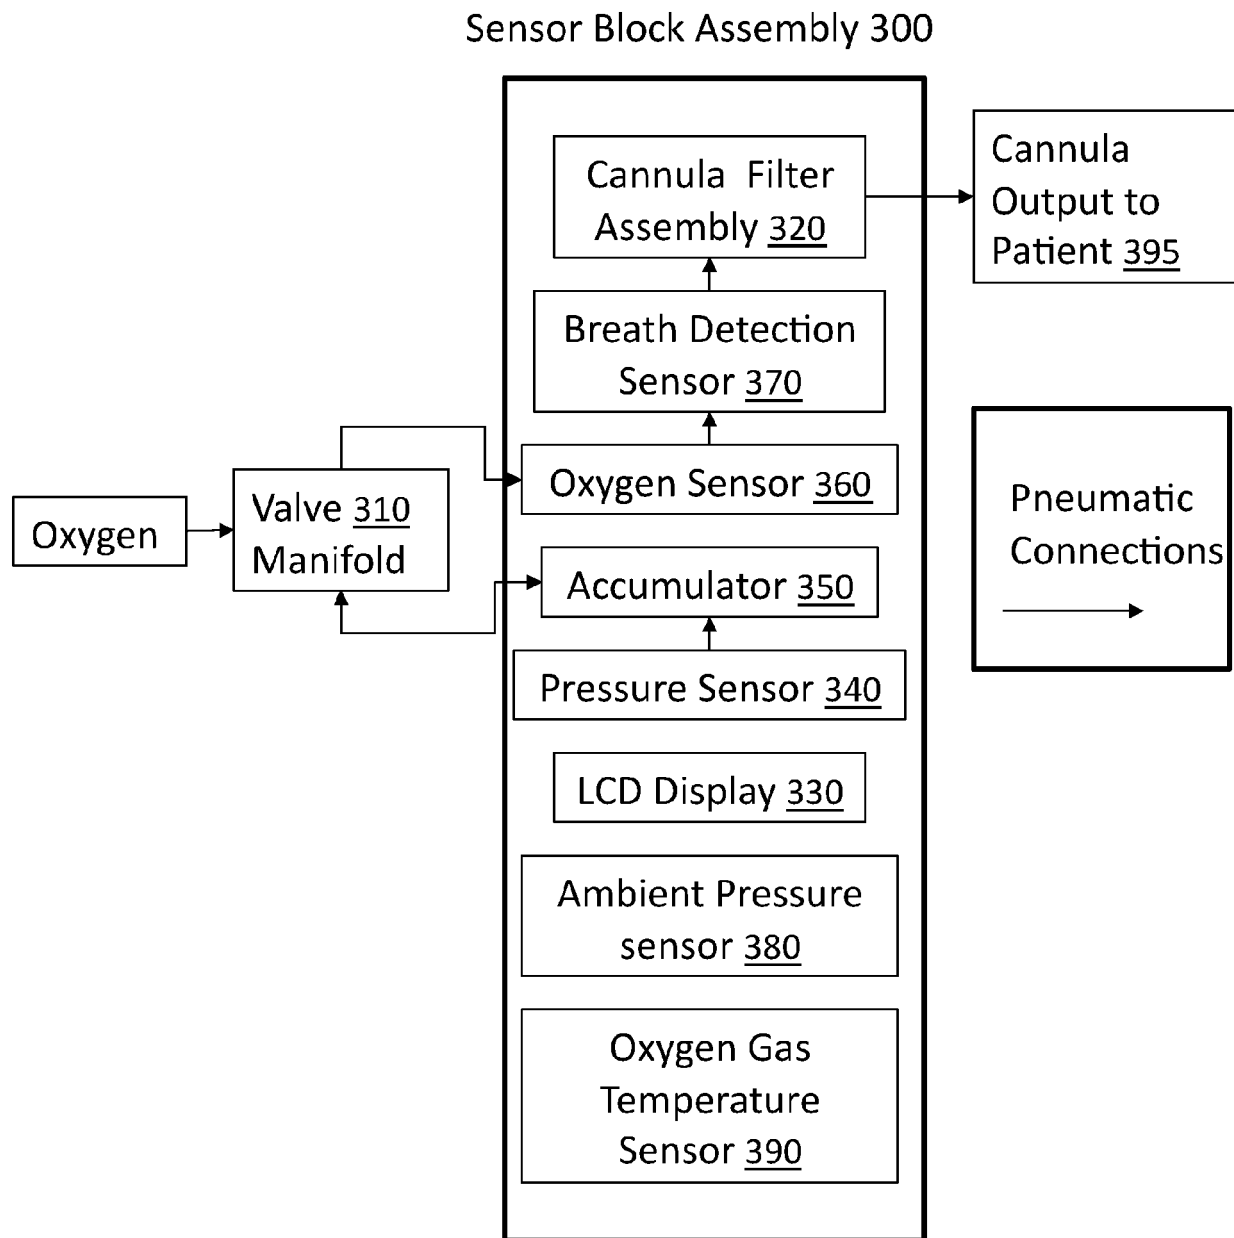 Sensor Block Assembly 300
Cannula Filter
Assembly 320
Cannula
Output to
Patient 395
Breath Detection
Sensor 370
Oxygen Sensor 360
Oxygen
Valve 310
Manifold
Accumulator 350
Pressure Sensor 340
Pneumatic
Connections
LCD Display 330
Ambient Pressure
sensor 380
Oxygen Gas
Temperature
Sensor 390